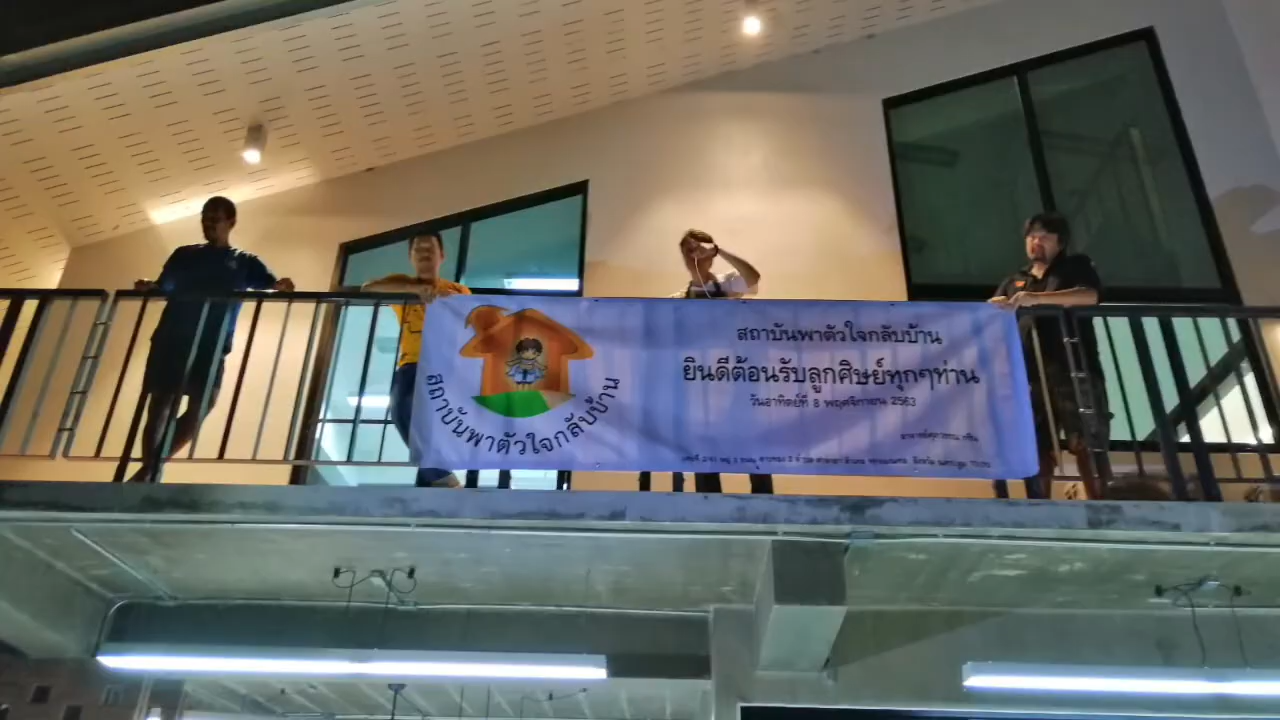 สถาบันพาตัวใจกลับบ้าน
สถาบันพาตัวใจกลับบ้าน
ยินดีต้อนรับลูกศิษย์ทุกๆท่าน
วันอาทิตย์ที่ 8 พฤศจิกายน 2563